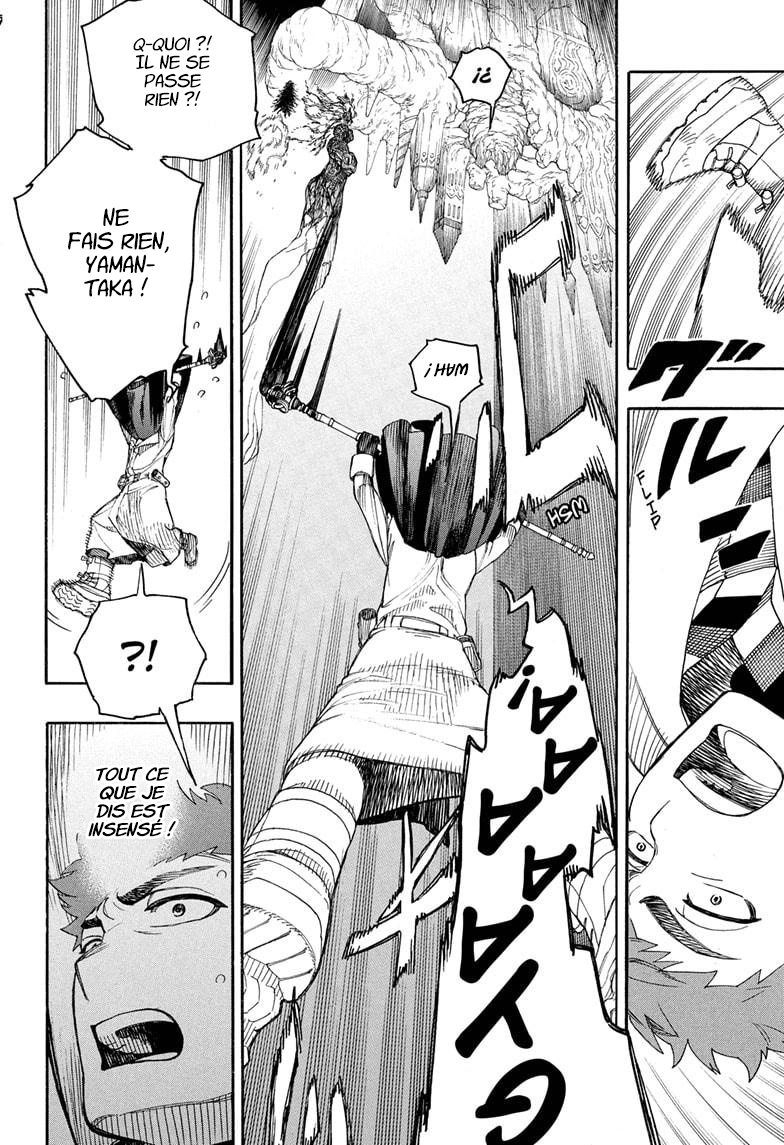 グルン
FLIP
?!
WAH !
WSH
GYAAAAA !
Q-QUOI ?!
IL NE SE
PASSE
RIEN ?!
NE
FAIS RIEN,
YAMAN-
TAKA !
?!
TOUT CE
QUE JE
DIS EST
INSENSÉ !